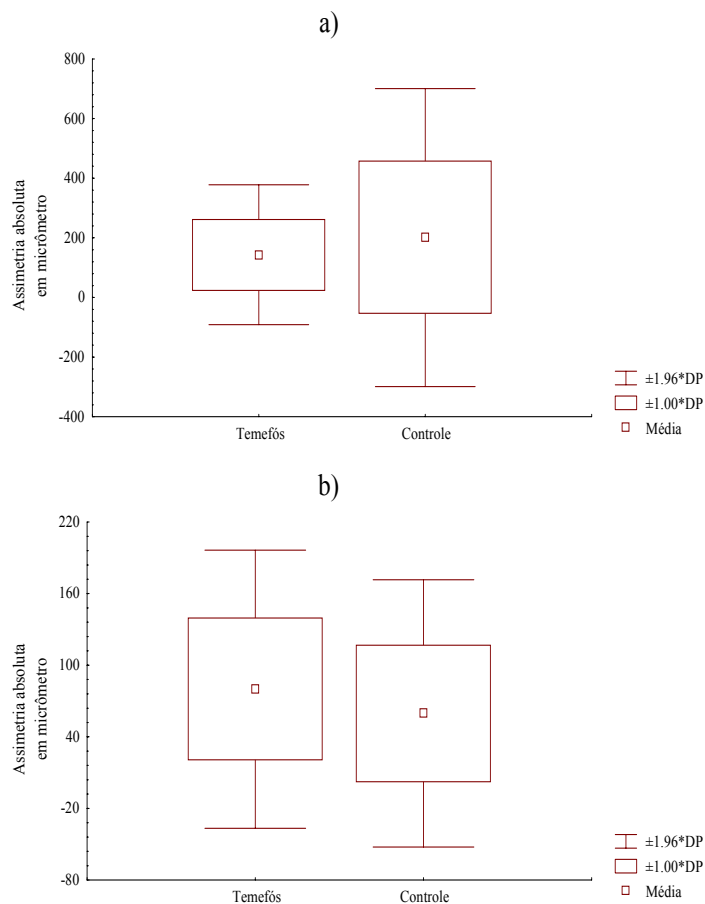 a)
800
600
400
200
0
-200
-400
Assimetria absoluta
em micrômetro
Temefós
Controle
±1.96*DP
±1.00*DP
Média
b)
220
160
100
40
-20
-80
Assimetria absoluta
em micrômetro
Temefós
Controle
±1.96*DP
±1.00*DP
Média